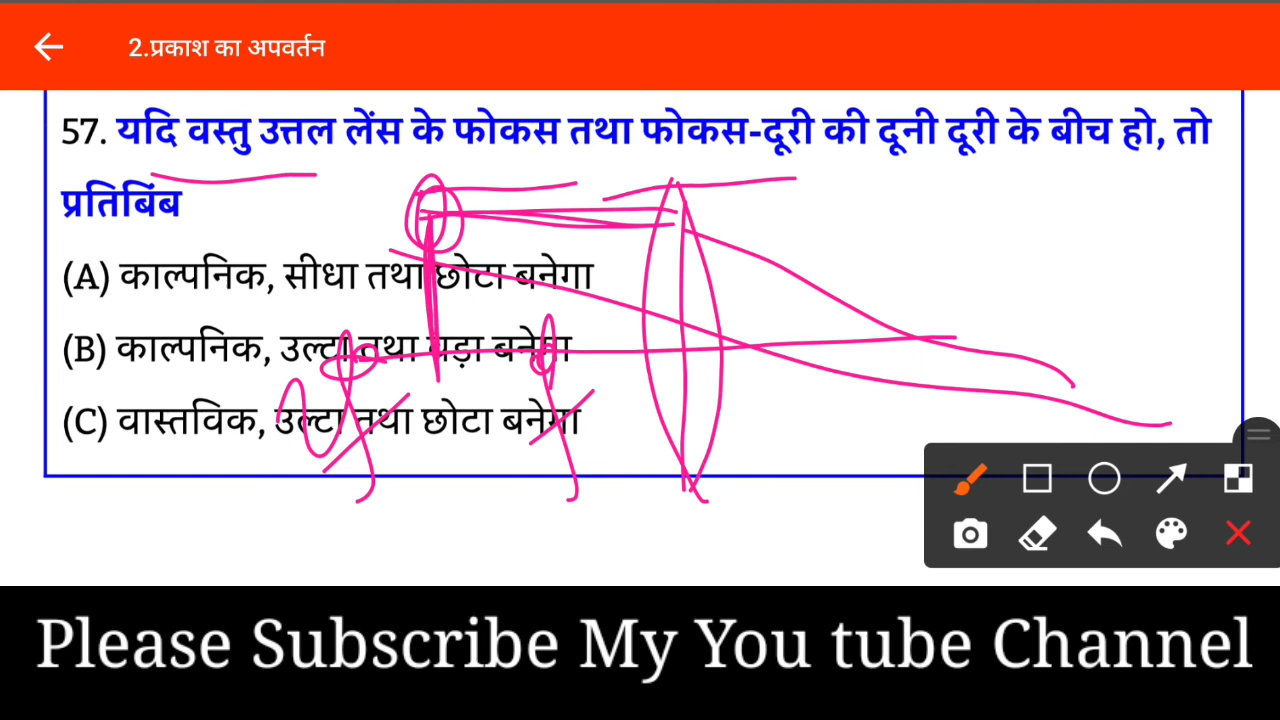 2.प्रकाश का अपवर्तन
57. यदि वस्तु उत्तल लेंस के फोकस तथा फोकस-दूरी की दूनी दूरी के बीच हो, तो
प्रतिबिंब
(A) काल्पनिक, सीधा तथा छोटा बनेगा
(B) काल्पनिक, उल्टा तथा बड़ा बनेगा
(C) वास्तविक, उल्टा तथा छोटा बनेगा
Please Subscribe My You tube Channel